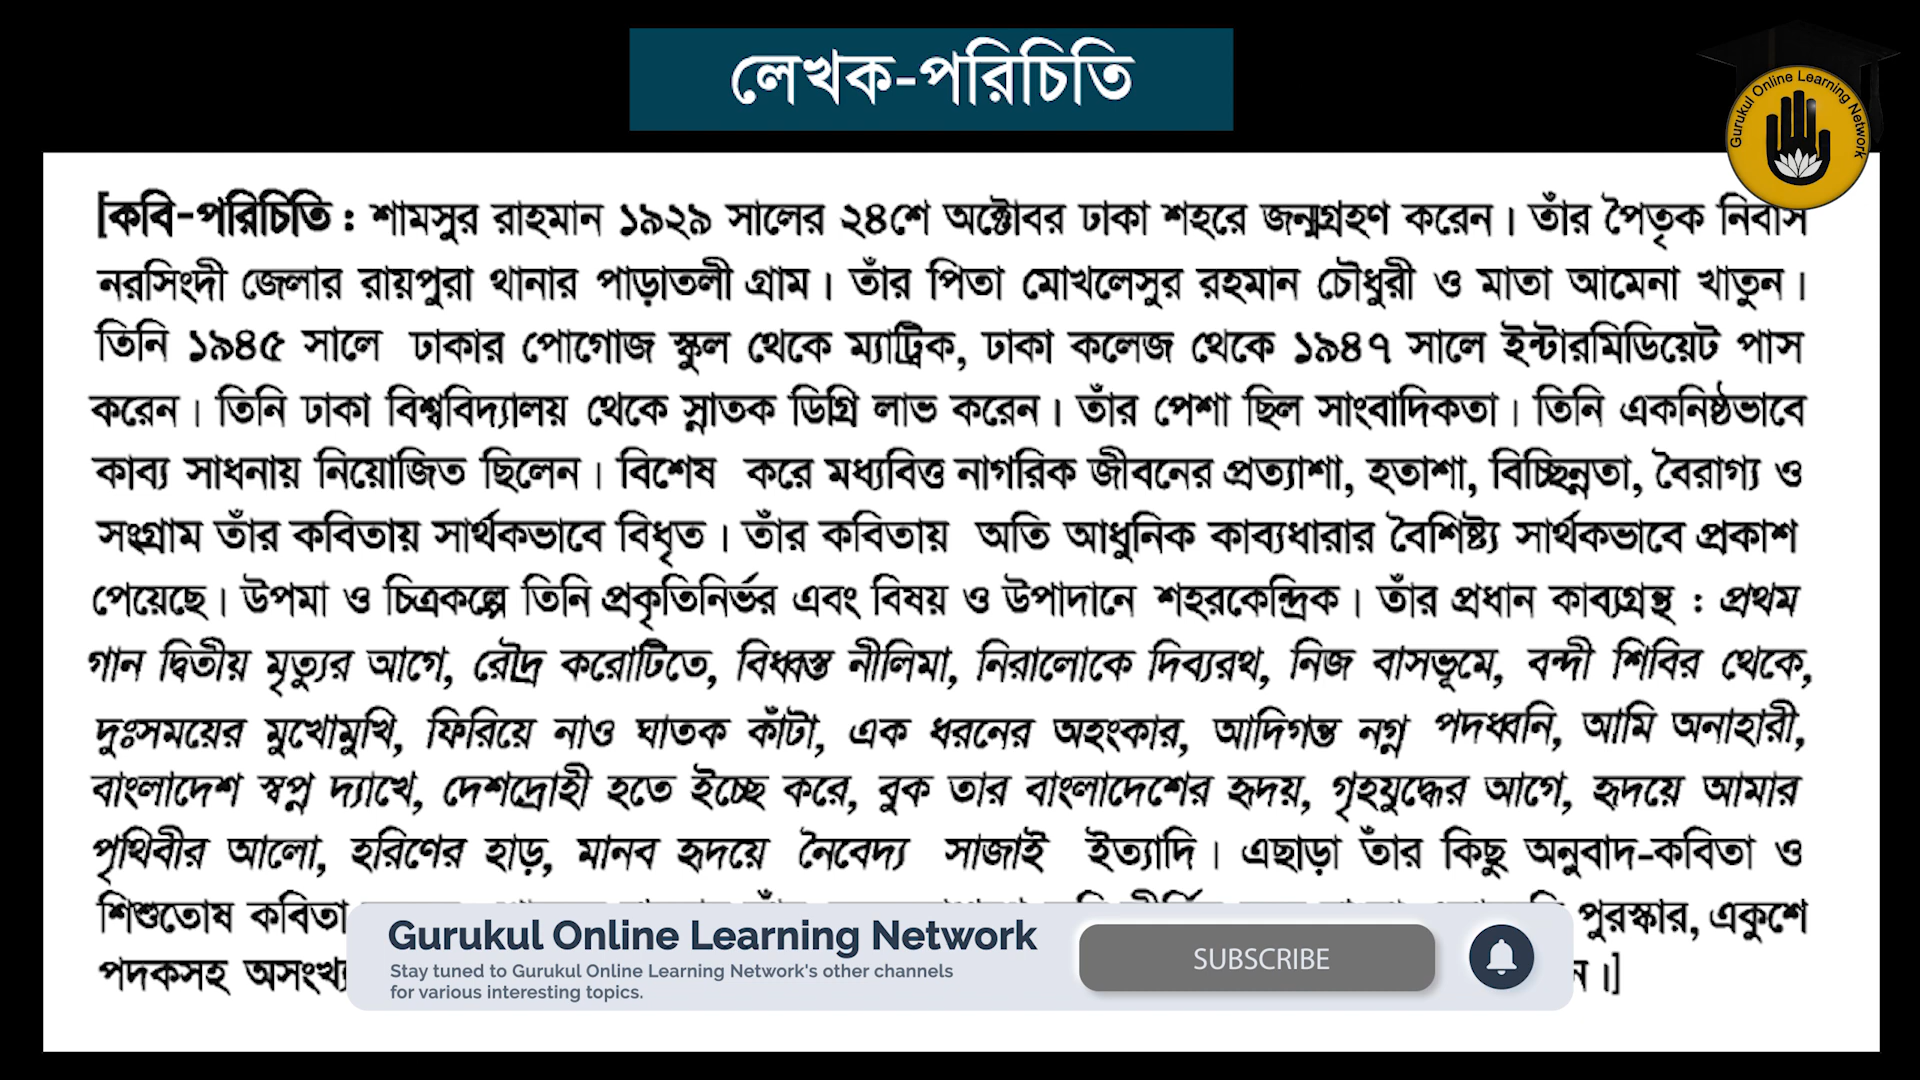 লেখক-পরিচিতি
Gurukul Online Learning Network
[কবি-পরিচিতি : শামসুর রাহমান ১৯২৯ সালের ২৪শে অক্টোবর ঢাকা শহরে জন্মগ্রহণ করেন। তাঁর পৈতৃক নিবাস
নরসিংদী জেলার রায়পুরা থানার পাড়াতলী গ্রাম। তাঁর পিতা মোখলেসুর রহমান চৌধুরী ও মাতা আমেনা খাতুন।
তিনি ১৯৪৫ সালে ঢাকার পোগোজ স্কুল থেকে ম্যাট্রিক, ঢাকা কলেজ থেকে ১৯৪৭ সালে ইন্টারমিডিয়েট পাস
করেন। তিনি ঢাকা বিশ্ববিদ্যালয় থেকে স্নাতক ডিগ্রি লাভ করেন। তাঁর পেশা ছিল সাংবাদিকতা। তিনি একনিষ্ঠভাবে
কাব্য সাধনায় নিয়োজিত ছিলেন। বিশেষ করে মধ্যবিত্ত নাগরিক জীবনের প্রত্যাশা, হতাশা, বিচ্ছিন্নতা, বৈরাগ্য ও
সংগ্রাম তাঁর কবিতায় সার্থকভাবে বিধৃত। তাঁর কবিতায় অতি আধুনিক কাব্যধারার বৈশিষ্ট্য সার্থকভাবে প্রকাশ
পেয়েছে। উপমা ও চিত্রকল্পে তিনি প্রকৃতিনির্ভর এবং বিষয় ও উপাদানে শহরকেন্দ্রিক। তাঁর প্রধান কাব্যগ্রন্থ : প্রথম
গান দ্বিতীয় মৃত্যুর আগে, রৌদ্র করোটিতে, বিধ্বস্ত নীলিমা, নিরালোকে দিব্যরথ, নিজ বাসভূমে, বন্দী শিবির থেকে,
দুঃসময়ের মুখোমুখি, ফিরিয়ে নাও ঘাতক কাঁটা, এক ধরনের অহংকার, আদিগন্ত নগ্ন পদধ্বনি, আমি অনাহারী,
বাংলাদেশ স্বপ্ন দ্যাখে, দেশদ্রোহী হতে ইচ্ছে করে, বুক তার বাংলাদেশের হৃদয়, গৃহযুদ্ধের আগে, হৃদয়ে আমার
পৃথিবীর আলো, হরিণের হাড়, মানব হৃদয়ে নৈবেদ্য সাজাই ইত্যাদি। এছাড়া তাঁর কিছু অনুবাদ-কবিতা ও
শিশুতোষ কবিতা পুরস্কার, একুশে
পদকসহ অসংখ্য ন।]
Gurukul Online Learning Network
Stay tuned to Gurukul Online Learning Network's other channels
for various interesting topics.
SUBSCRIBE